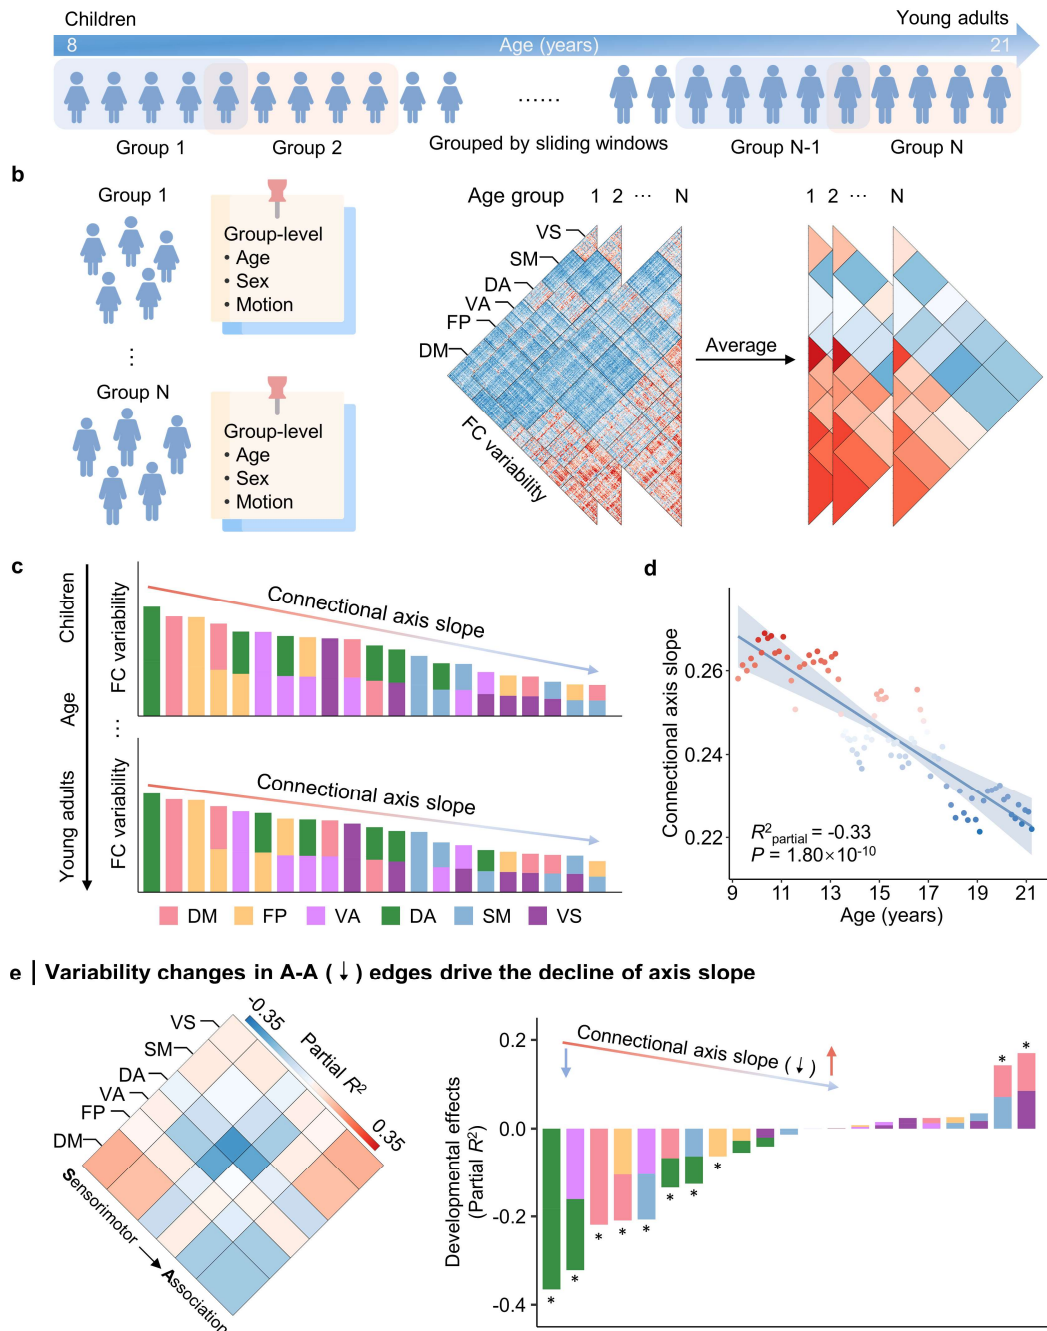 Children
Young adults
8
Age (years)
21
......
Group 1
Group 2
Grouped by sliding windows
Group N-1
Group N
b
Group 1
Group-level
• Age
• Sex
• Motion
⋮
Group N
Group-level
• Age
• Sex
• Motion
Age group
1 2 ··· N
VS
SM
DA
VA
FP
DM
FC variability
Average
1 2 ··· N
c
Children
Age
...
Young adults
FC variability
Connectional axis slope
...
FC variability
Connectional axis slope
DM
FP
VA
DA
SM
VS
d
Connectional axis slope
0.26
0.24
0.22
R²partial = -0.33
P = 1.80×10⁻¹⁰
9 11 13 15 17 19 21
Age (years)
e | Variability changes in A-A (↓) edges drive the decline of axis slope
VS
SM
DA
VA
FP
DM
-0.35
Partial R²
0.35
Sensorimotor → Association
Developmental effects
(Partial R²)
0.2
0.0
-0.2
-0.4
Connectional axis slope (↓)
* * * * * * * * * *